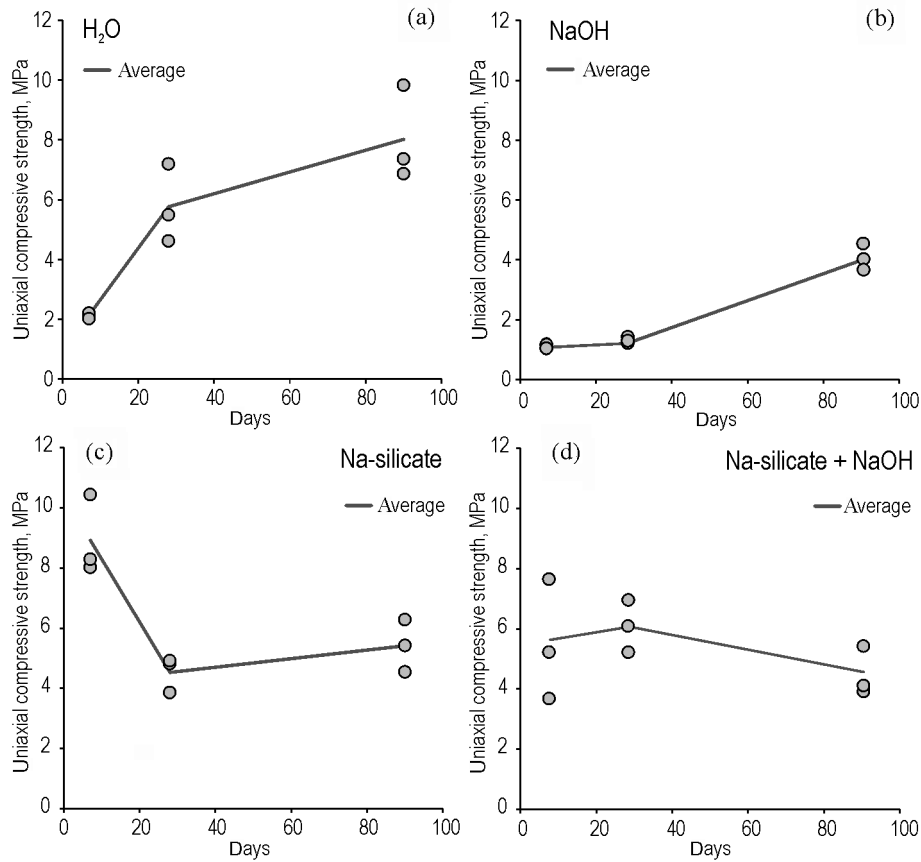 H₂O
(a)
Average
Uniaxial compressive strength, MPa
12
10
8
6
4
2
0
0 20 40 60 80 100
Days
NaOH
(b)
Average
Uniaxial compressive strength, MPa
12
10
8
6
4
2
0
0 20 40 60 80 100
Days
(c)
Na-silicate
Average
Uniaxial compressive strength, MPa
12
10
8
6
4
2
0
0 20 40 60 80 100
Days
(d)
Na-silicate + NaOH
Average
Uniaxial compressive strength, MPa
12
10
8
6
4
2
0
0 20 40 60 80 100
Days